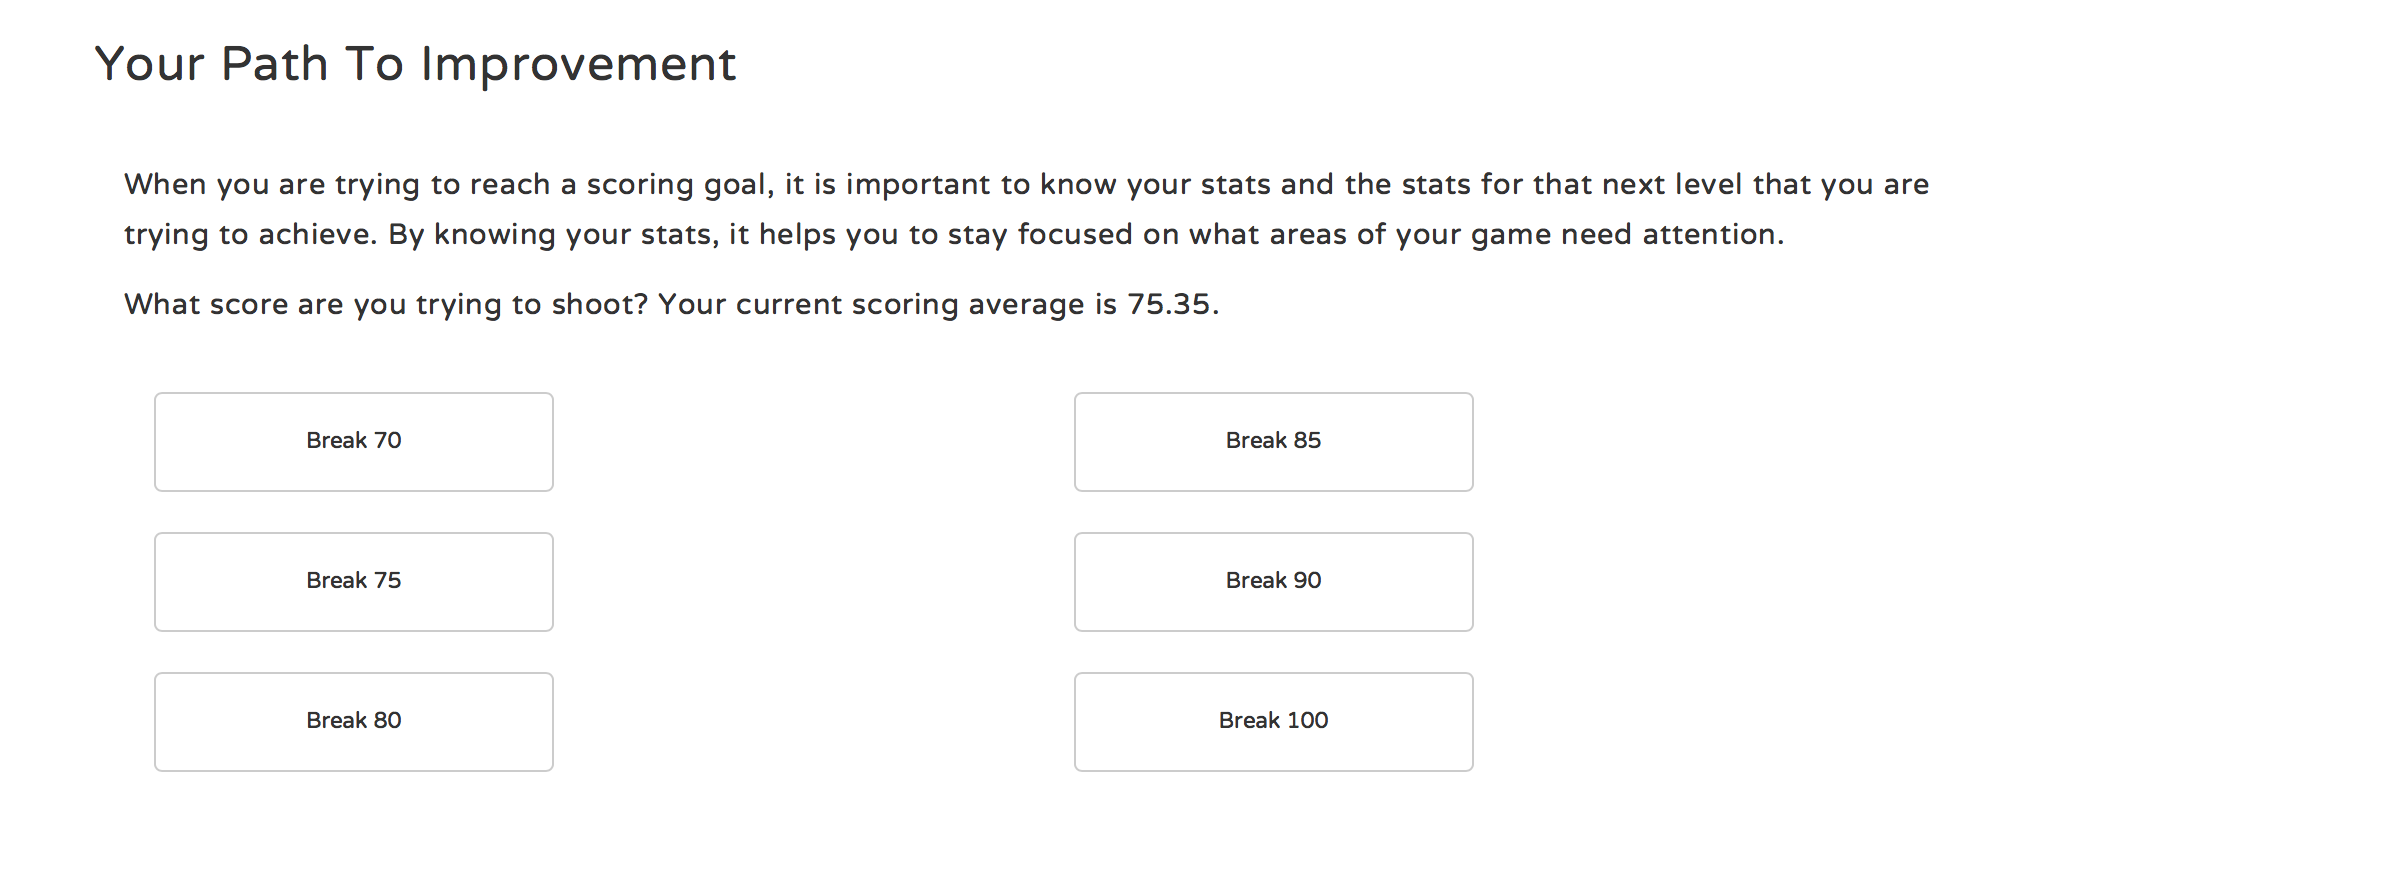 Your Path To Improvement
When you are trying to reach a scoring goal, it is important to know your stats and the stats for that next level that you are
trying to achieve. By knowing your stats, it helps you to stay focused on what areas of your game need attention.
What score are you trying to shoot? Your current scoring average is 75.35.
Break 70
Break 85
Break 75
Break 90
Break 80
Break 100